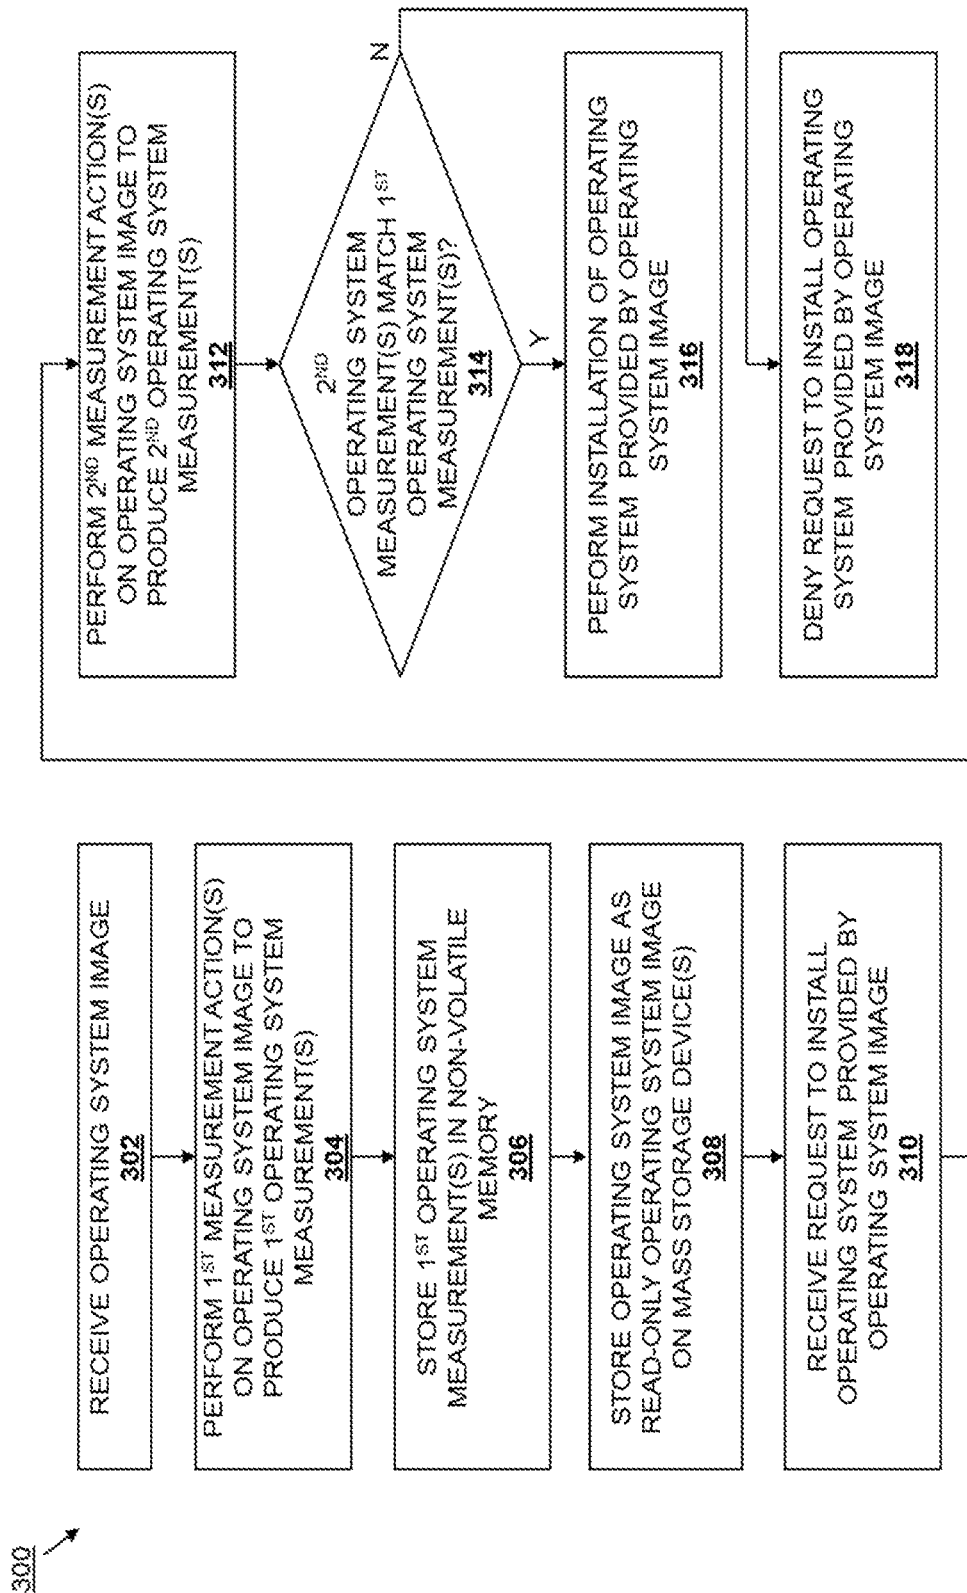 300
RECEIVE OPERATING SYSTEM IMAGE
302
PERFORM 1ST MEASUREMENT ACTION(S)
ON OPERATING SYSTEM IMAGE TO
PRODUCE 1ST OPERATING SYSTEM
MEASUREMENT(S)
304
STORE 1ST OPERATING SYSTEM
MEASUREMENT(S) IN NON-VOLATILE
MEMORY
306
STORE OPERATING SYSTEM IMAGE AS
READ-ONLY OPERATING SYSTEM IMAGE
ON MASS STORAGE DEVICE(S)
308
RECEIVE REQUEST TO INSTALL
OPERATING SYSTEM PROVIDED BY
OPERATING SYSTEM IMAGE
310
PERFORM 2ND MEASUREMENT ACTION(S)
ON OPERATING SYSTEM IMAGE TO
PRODUCE 2ND OPERATING SYSTEM
MEASUREMENT(S)
312
2ND
OPERATING SYSTEM
MEASUREMENT(S) MATCH 1ST
OPERATING SYSTEM
MEASUREMENT(S)?
314
N
Y
PEFORM INSTALLATION OF OPERATING
SYSTEM PROVIDED BY OPERATING
SYSTEM IMAGE
316
DENY REQUEST TO INSTALL OPERATING
SYSTEM PROVIDED BY OPERATING
SYSTEM IMAGE
318